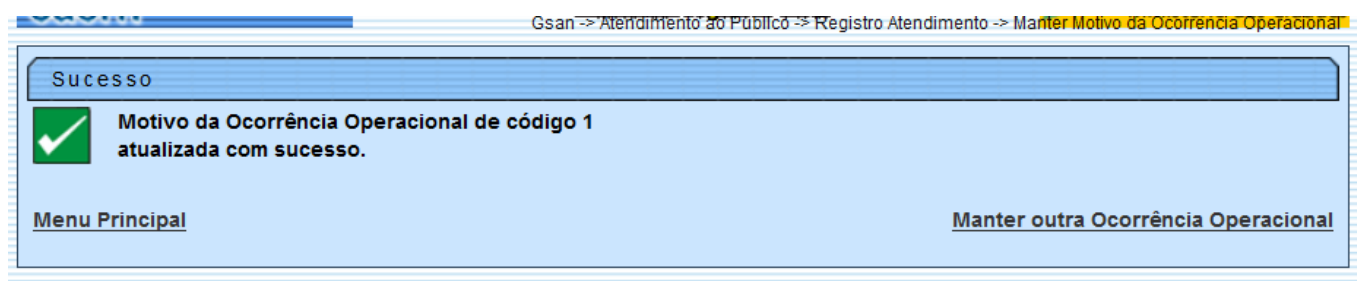 Gsan -> Atendimento ao Público -> Registro Atendimento -> Manter Motivo da Ocorrência Operacional
Sucesso
Motivo da Ocorrência Operacional de código 1
atualizada com sucesso.
Menu Principal
Manter outra Ocorrência Operacional